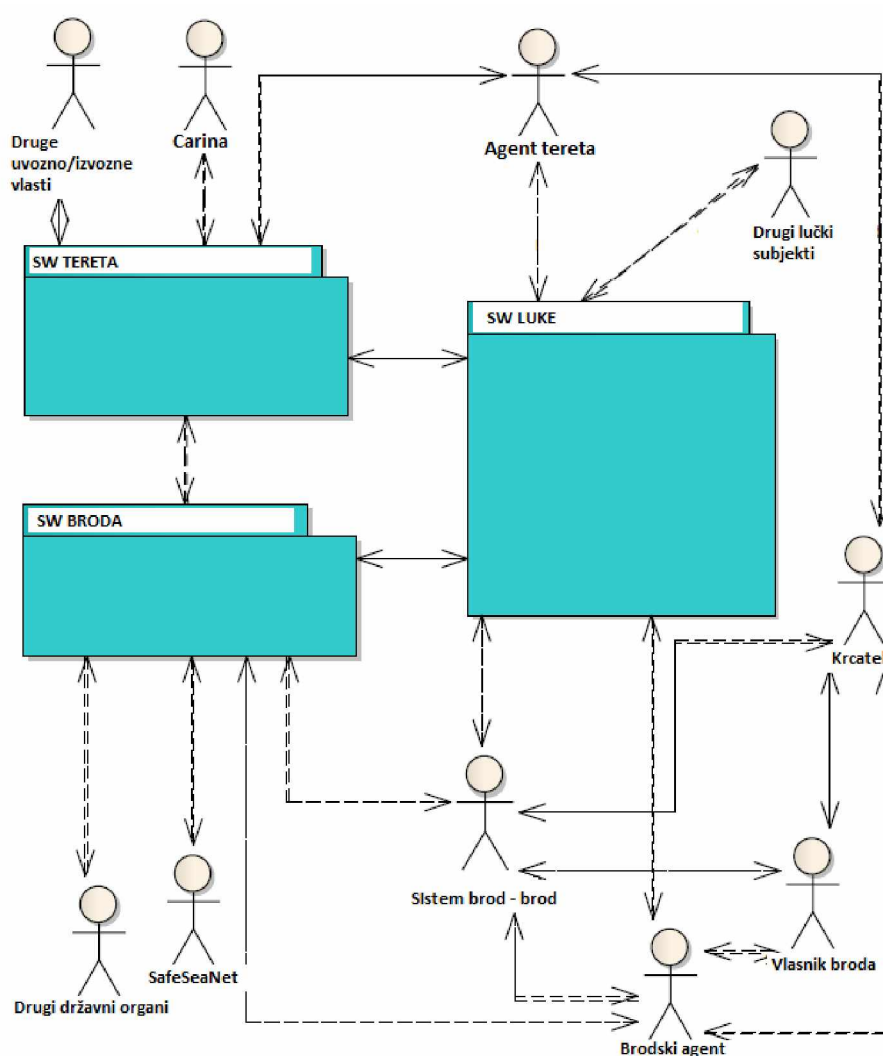 Druge
uvozno/izvozne
vlasti
Carina
Agent tereta
Drugi lučki
subjekti
SW TERETA
SW LUKE
SW BRODA
Krcatel
Sistem brod - brod
Vlasnik broda
SafeSeaNet
Drugi državni organi
Brodski agent